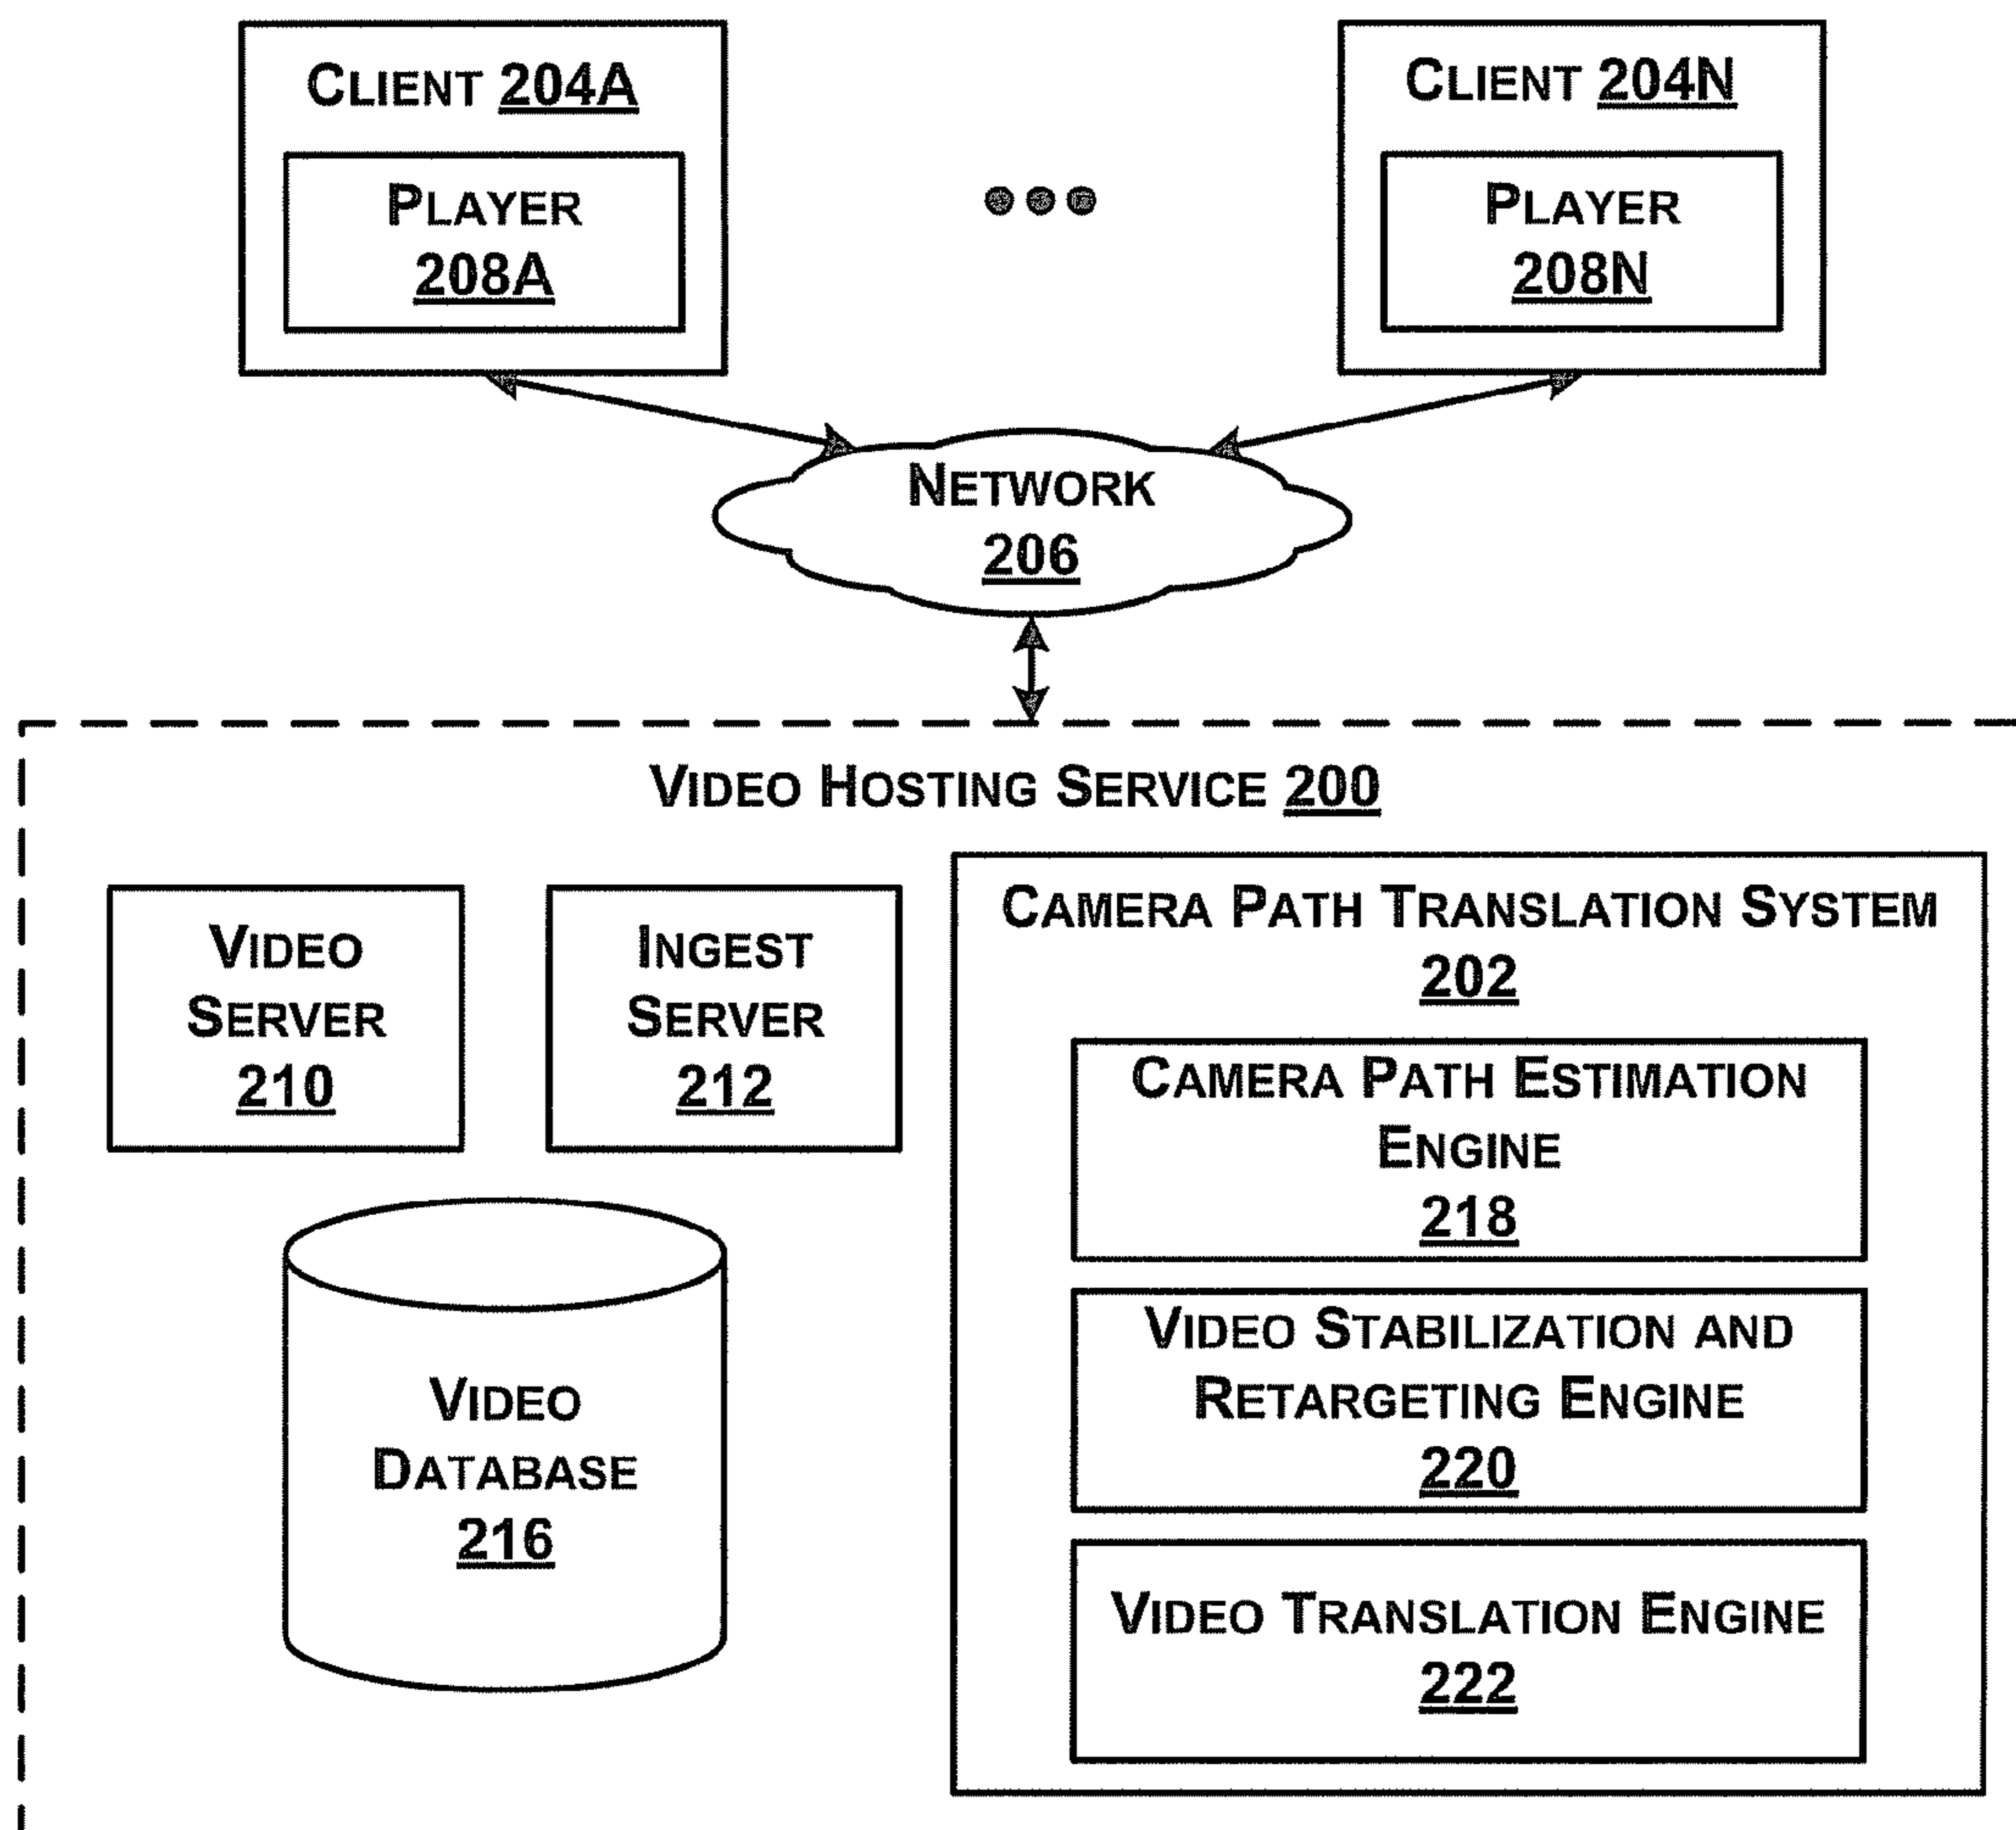 CLIENT 204A
PLAYER
208A
CLIENT 204N
PLAYER
208N
NETWORK
206
VIDEO HOSTING SERVICE 200
VIDEO
SERVER
210
INGEST
SERVER
212
VIDEO
DATABASE
216
CAMERA PATH TRANSLATION SYSTEM
202
CAMERA PATH ESTIMATION
ENGINE
218
VIDEO STABILIZATION AND
RETARGETING ENGINE
220
VIDEO TRANSLATION ENGINE
222